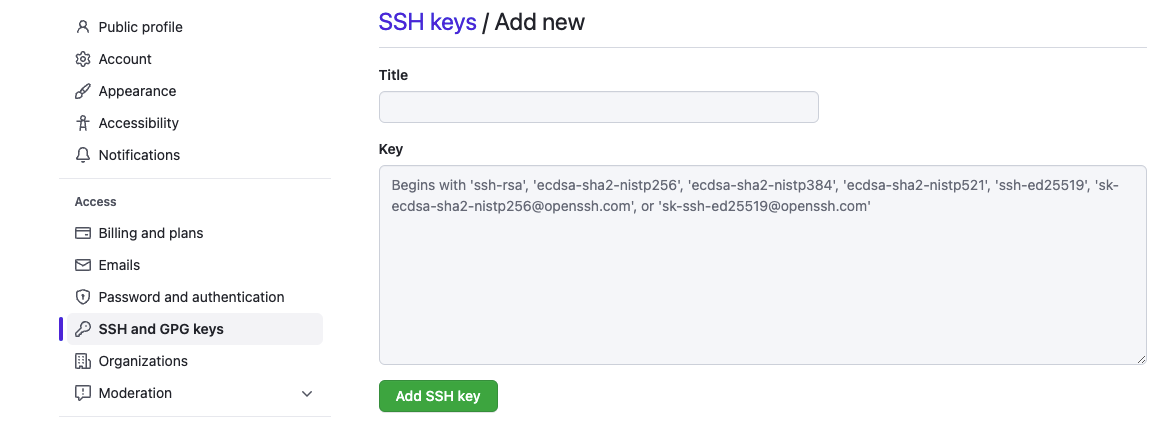 Public profile
Account
Appearance
Accessibility
Notifications
Access
Billing and plans
Emails
Password and authentication
SSH and GPG keys
Organizations
Moderation
SSH keys / Add new
Title
Key
Begins with 'ssh-rsa', 'ecdsa-sha2-nistp256', 'ecdsa-sha2-nistp384', 'ecdsa-sha2-nistp521', 'ssh-ed25519', 'sk-
ecdsa-sha2-nistp256@openssh.com', or 'sk-ssh-ed25519@openssh.com'
Add SSH key